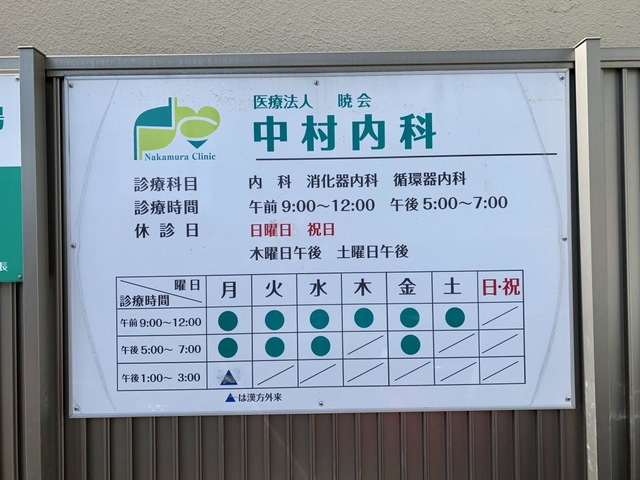 医療法人 暁会
中村内科
Nakamura Clinic
診療科目 内 科 消化器内科 循環器内科
診療時間 午前 9:00〜12:00 午後 5:00〜7:00
休 診 日 日曜日 祝日
木曜日午後 土曜日午後
曜日 診療時間 月 火 水 木 金 土 日・祝
午前 9:00〜12:00 ● ● ● ● ● ● ／
午後 5:00〜 7:00 ● ● ● ／ ● ／ ／
午後 1:00〜 3:00 ▲ ／ ／ ／ ／ ／ ／
▲は漢方外来
長